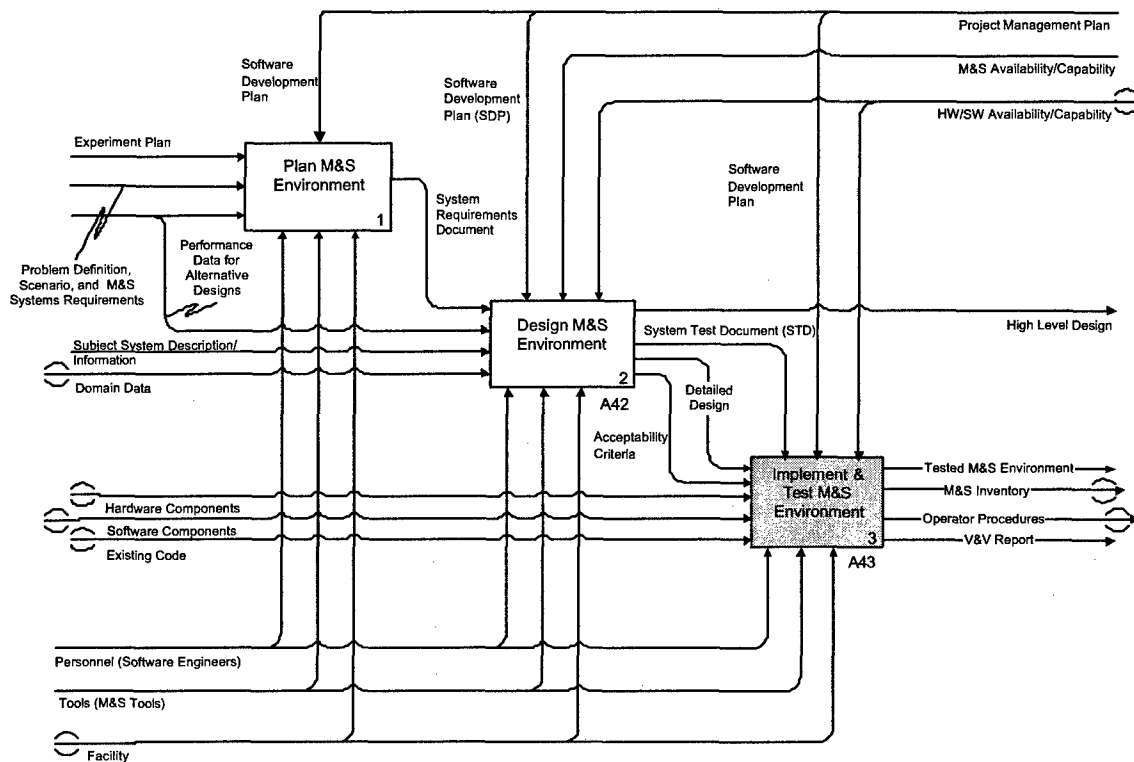 Project Management Plan
Software
Development
Plan
Software
Development
Plan (SDP)
M&S Availability/Capability
HW/SW Availability/Capability
Experiment Plan
Plan M&S
Environment
1
Software
Development
Plan
System
Requirements
Document
Performance
Data for
Alternative
Designs
Problem Definition,
Scenario, and M&S
Systems Requirements
Design M&S
Environment
2
A42
High Level Design
System Test Document (STD)
Subject System Description/
Information
Domain Data
Detailed
Design
Acceptability
Criteria
Implement &
Test M&S
Environment
3
A43
Tested M&S Environment
M&S Inventory
Operator Procedures
V&V Report
Hardware Components
Software Components
Existing Code
Personnel (Software Engineers)
Tools (M&S Tools)
Facility